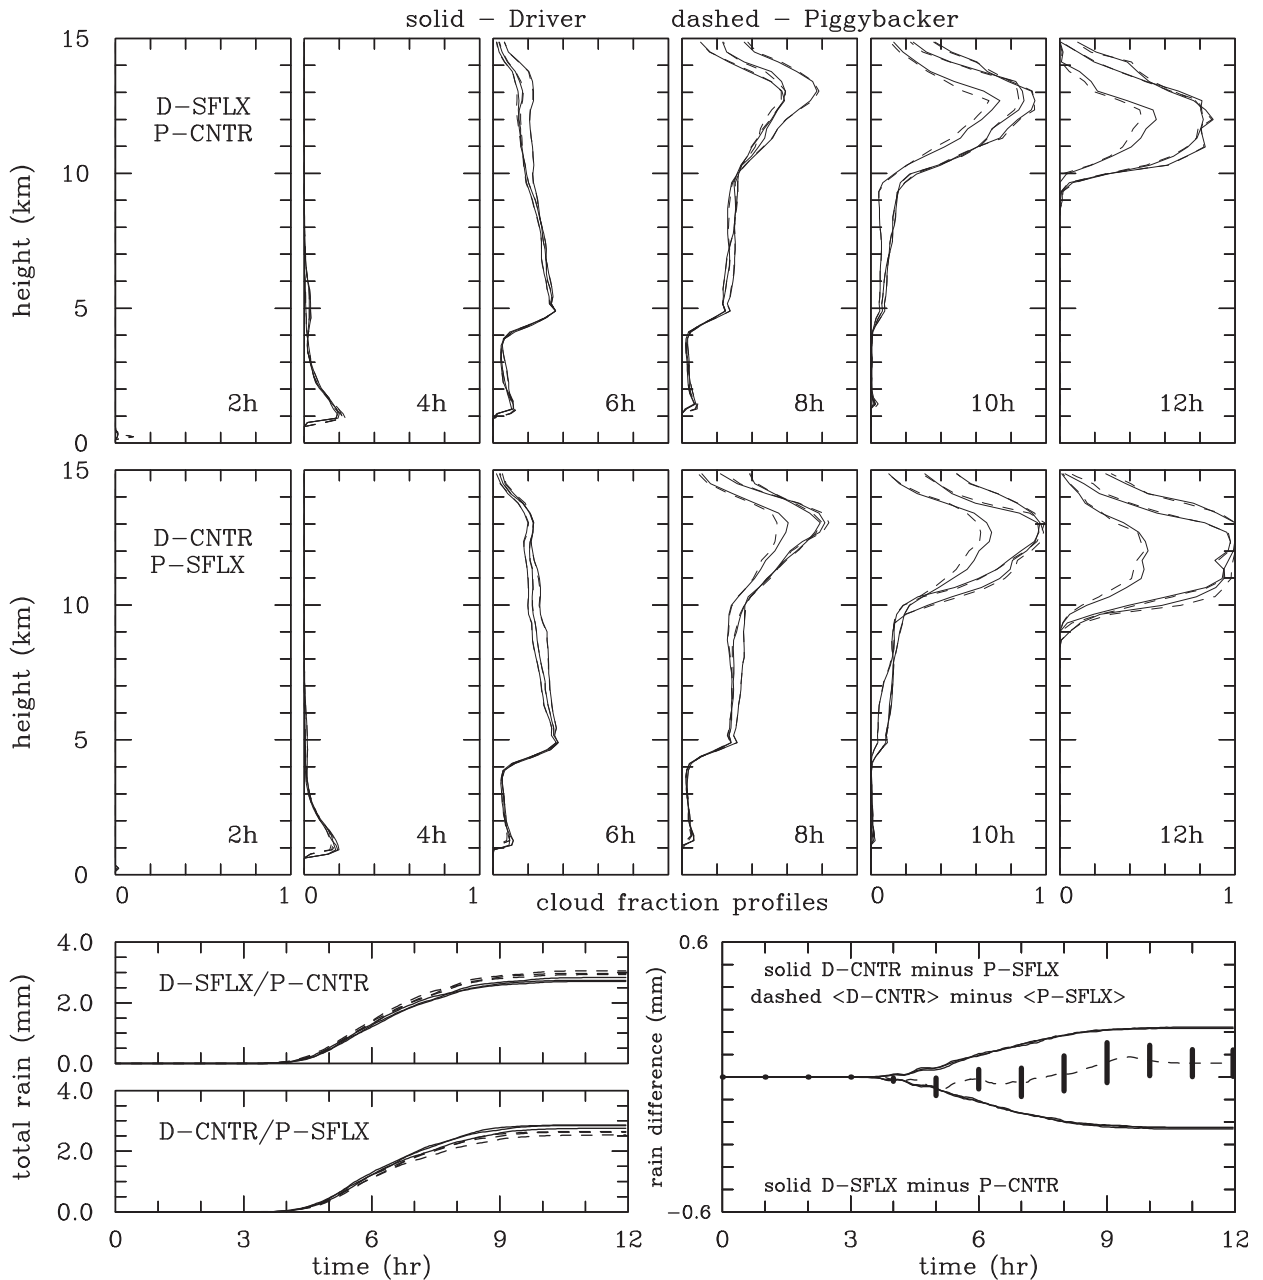 solid – Driver dashed – Piggybacker
15
D–SFLX
P–CNTR
10
height (km)
5
2h 4h 6h 8h 10h 12h
0
15
D–CNTR
P–SFLX
10
height (km)
5
2h 4h 6h 8h 10h 12h
0
0 1 0 1 0 1 0 1
cloud fraction profiles
4.0
D–SFLX/P–CNTR
2.0
0.0
4.0
D–CNTR/P–SFLX
2.0
0.0
total rain (mm)
0 3 6 9 12
time (hr)
0.6
solid D–CNTR minus P–SFLX
dashed <D–CNTR> minus <P–SFLX>
rain difference (mm)
solid D–SFLX minus P–CNTR
–0.6
0 3 6 9 12
time (hr)